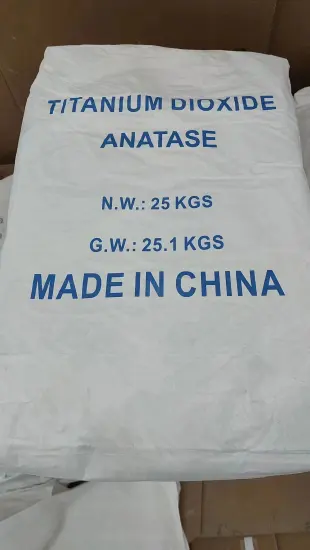 TITANIUM DIOXIDE
ANATASE
N.W.: 25 KGS
G.W.: 25.1 KGS
MADE IN CHINA